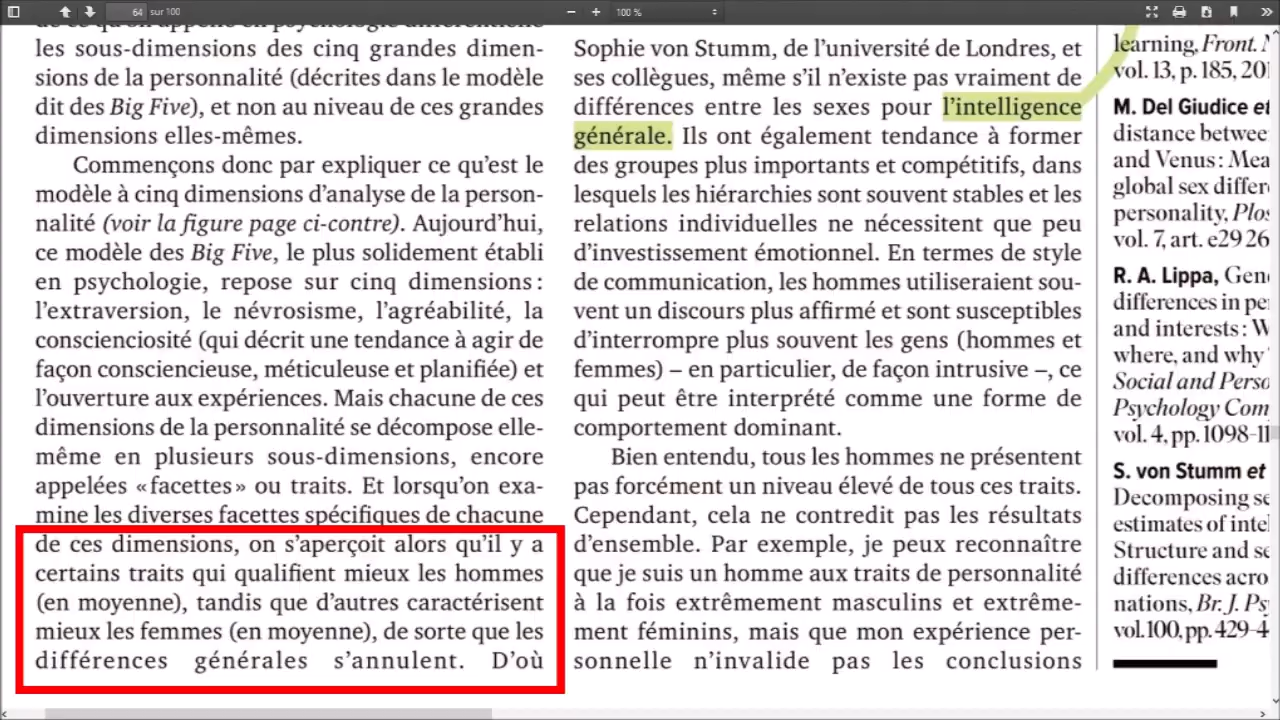 64 sur 100
100 %
les sous-dimensions des cinq grandes dimen-
sions de la personnalité (décrites dans le modèle
dit des Big Five), et non au niveau de ces grandes
dimensions elles-mêmes.
Commençons donc par expliquer ce qu'est le
modèle à cinq dimensions d'analyse de la person-
nalité (voir la figure page ci-contre). Aujourd'hui,
ce modèle des Big Five, le plus solidement établi
en psychologie, repose sur cinq dimensions :
l'extraversion, le névrosisme, l'agréabilité, la
conscienciosité (qui décrit une tendance à agir de
façon consciencieuse, méticuleuse et planifiée) et
l'ouverture aux expériences. Mais chacune de ces
dimensions de la personnalité se décompose elle-
même en plusieurs sous-dimensions, encore
appelées « facettes » ou traits. Et lorsqu'on exa-
mine les diverses facettes spécifiques de chacune
de ces dimensions, on s'aperçoit alors qu'il y a
certains traits qui qualifient mieux les hommes
(en moyenne), tandis que d'autres caractérisent
mieux les femmes (en moyenne), de sorte que les
différences générales s'annulent. D'où
Sophie von Stumm, de l'université de Londres, et
ses collègues, même s'il n'existe pas vraiment de
différences entre les sexes pour l'intelligence
générale. Ils ont également tendance à former
des groupes plus importants et compétitifs, dans
lesquels les hiérarchies sont souvent stables et les
relations individuelles ne nécessitent que peu
d'investissement émotionnel. En termes de style
de communication, les hommes utiliseraient sou-
vent un discours plus affirmé et sont susceptibles
d'interrompre plus souvent les gens (hommes et
femmes) – en particulier, de façon intrusive –, ce
qui peut être interprété comme une forme de
comportement dominant.
Bien entendu, tous les hommes ne présentent
pas forcément un niveau élevé de tous ces traits.
Cependant, cela ne contredit pas les résultats
d'ensemble. Par exemple, je peux reconnaître
que je suis un homme aux traits de personnalité
à la fois extrêmement masculins et extrême-
ment féminins, mais que mon expérience per-
sonnelle n'invalide pas les conclusions
learning, Front.
vol. 13, p. 185, 20
M. Del Giudice et
distance betwee
and Venus : Mea
global sex differ
personality, Plos
vol. 7, art. e29 26
R. A. Lippa, Gen
differences in pe
and interests : W
where, and why
Social and Perso
Psychology Com
vol. 4, pp. 1098-11
S. von Stumm et
Decomposing se
estimates of inte
Structure and se
differences acro
nations, Br. J. Ps
vol.100, pp. 429-4